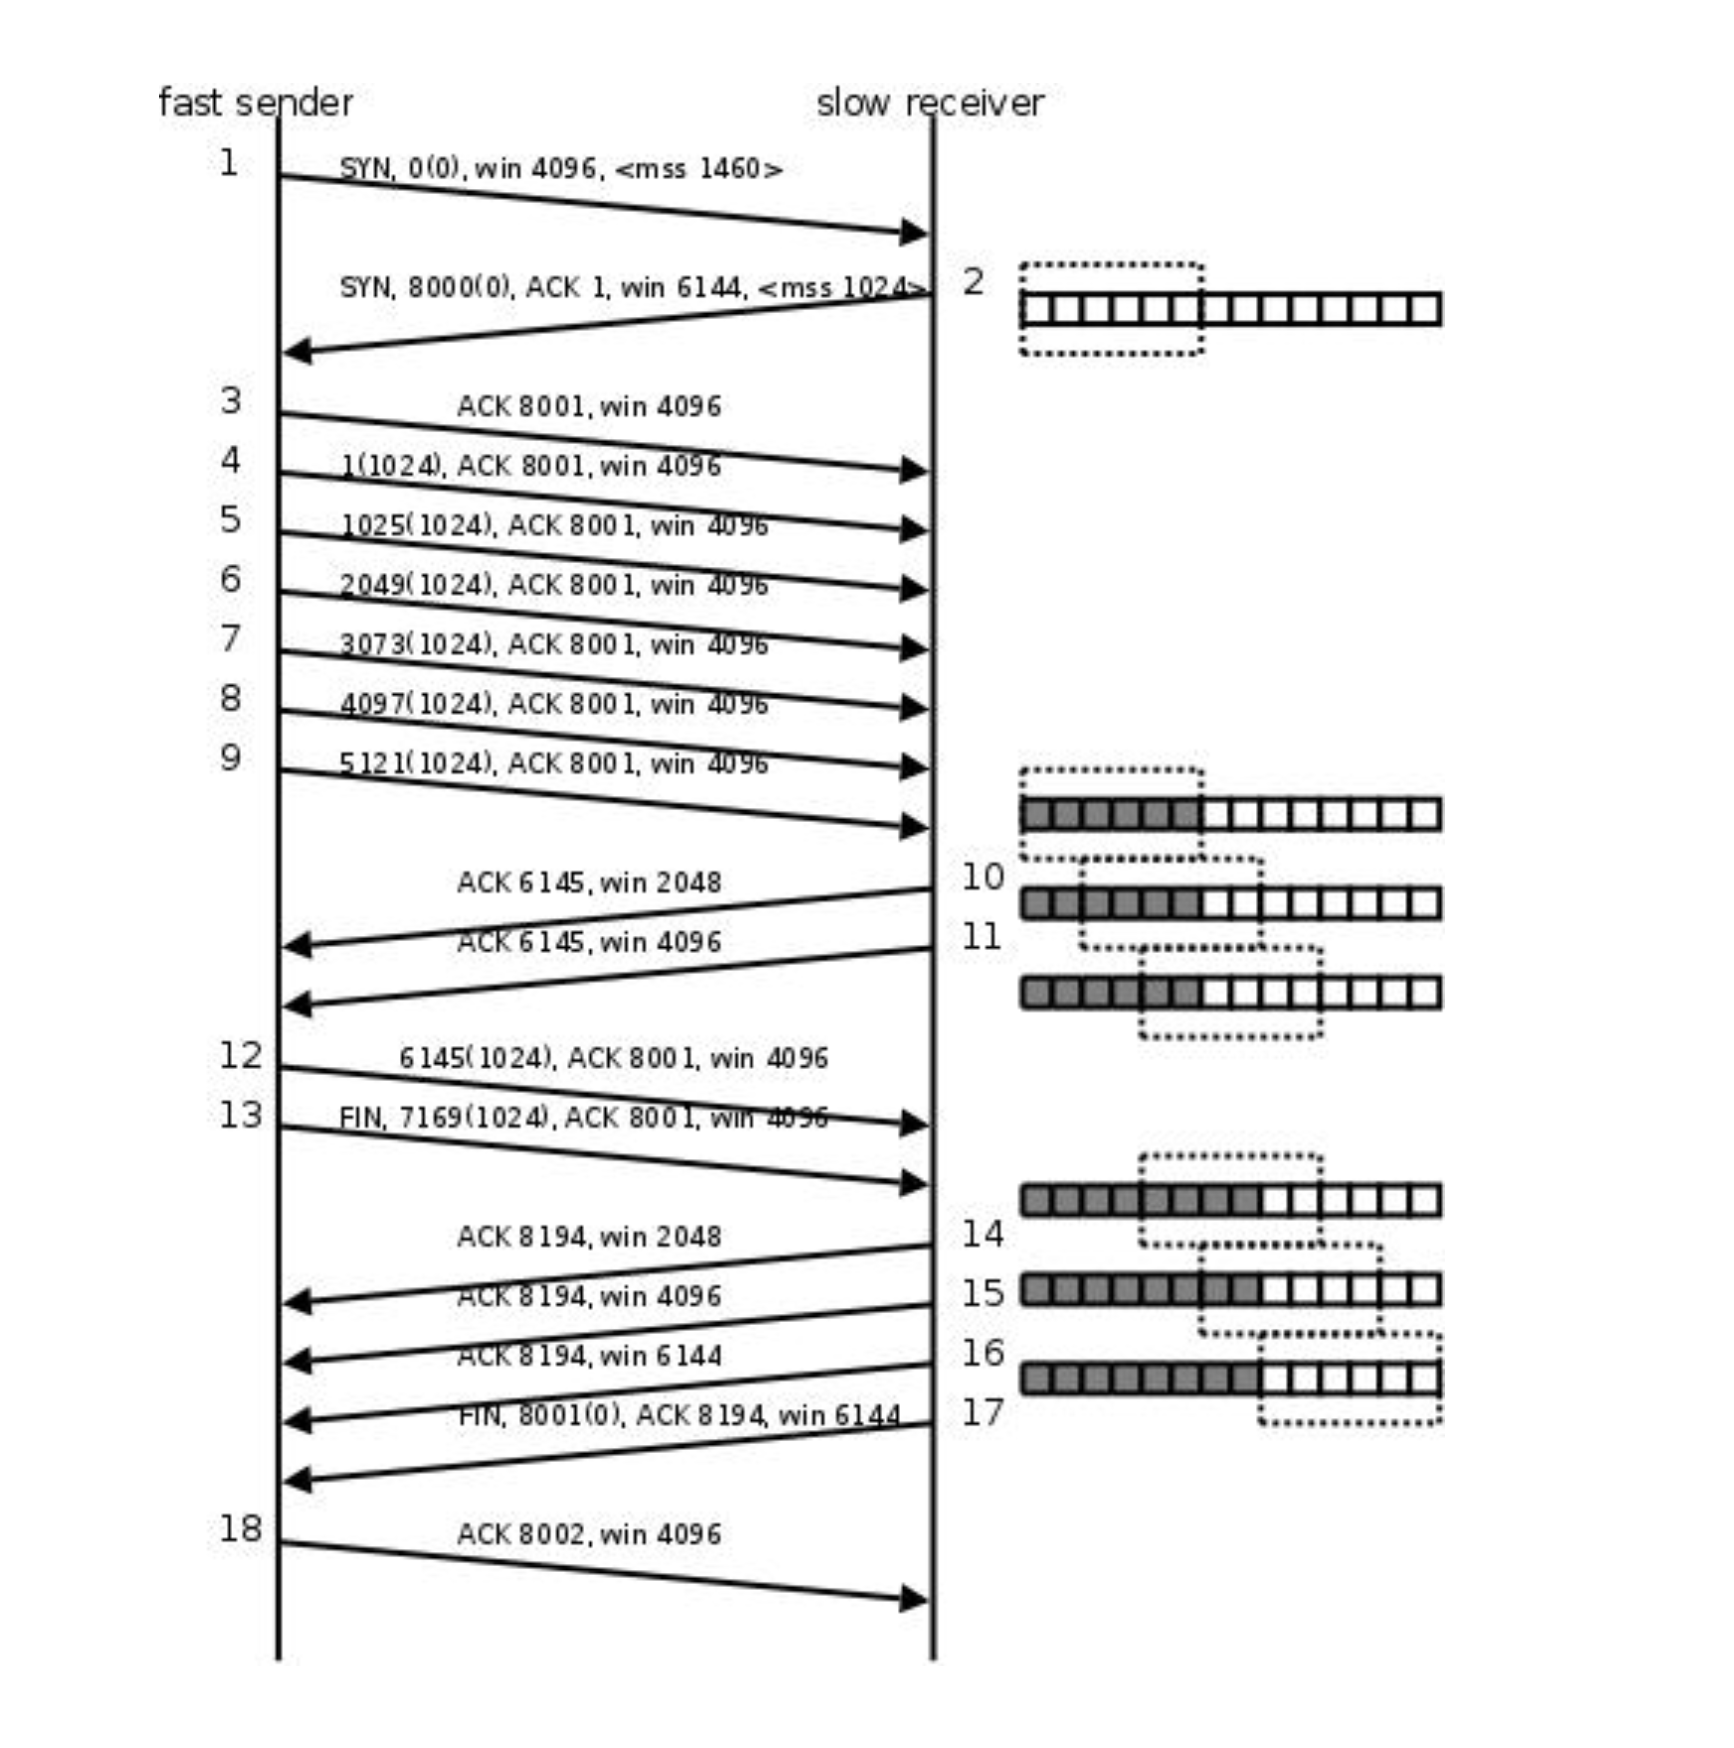 fast sender slow receiver
1 SYN, 0(0), win 4096, <mss 1460>
SYN, 8000(0), ACK 1, win 6144, <mss 1024> 2
3 ACK 8001, win 4096
4 1(1024), ACK 8001, win 4096
5 1025(1024), ACK 8001, win 4096
6 2049(1024), ACK 8001, win 4096
7 3073(1024), ACK 8001, win 4096
8 4097(1024), ACK 8001, win 4096
9 5121(1024), ACK 8001, win 4096
ACK 6145, win 2048 10
ACK 6145, win 4096 11
12 6145(1024), ACK 8001, win 4096
13 FIN, 7169(1024), ACK 8001, win 4096
ACK 8194, win 2048 14
ACK 8194, win 4096 15
ACK 8194, win 6144 16
FIN, 8001(0), ACK 8194, win 6144 17
18 ACK 8002, win 4096